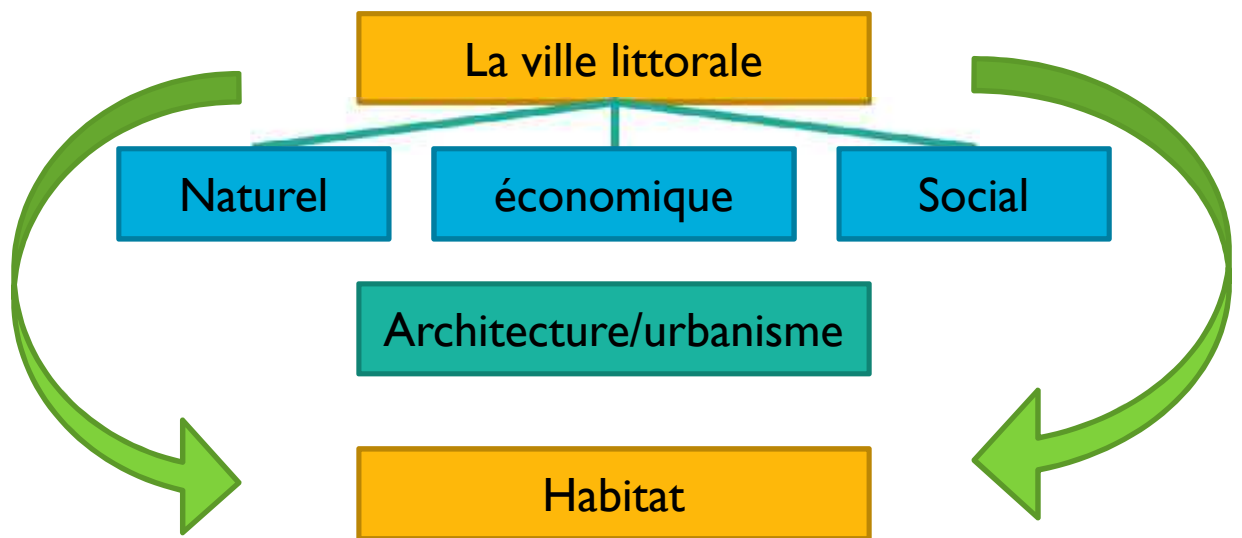 La ville littorale
Naturel
économique
Social
Architecture/urbanisme
Habitat